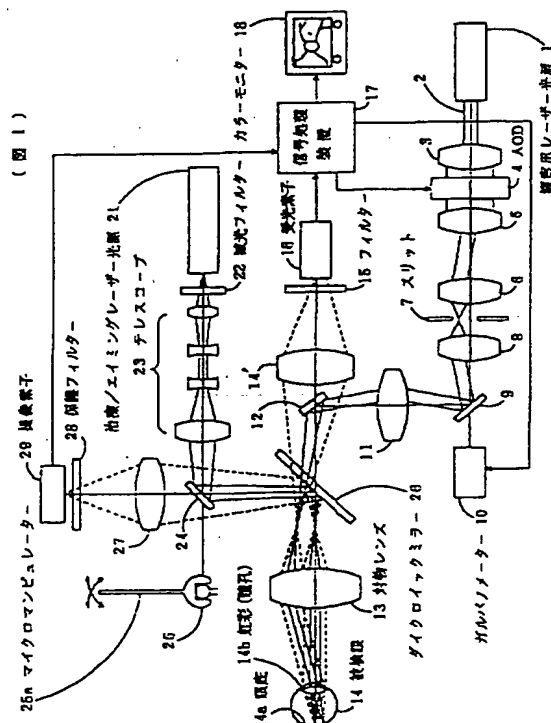 (図1)
カラーモニター 18
17
信号処理
装置
2
3
4 AOD
5
6
7 スリット
8
9
10
ガルバノメーター 10
11
12
14'
15 フィルター
16 受光素子
治療/エイミングレーザー光源 21
22 減光フィルター
23 テレスコープ
24
25
25a マイクロマンピュレーター
26
ダイクロイックミラー
27
28 保護フィルター
29 撮像素子
13 対物レンズ
14b 虹彩(瞳孔)
14 被検眼
4a 眼底
観察用レーザー光源 1